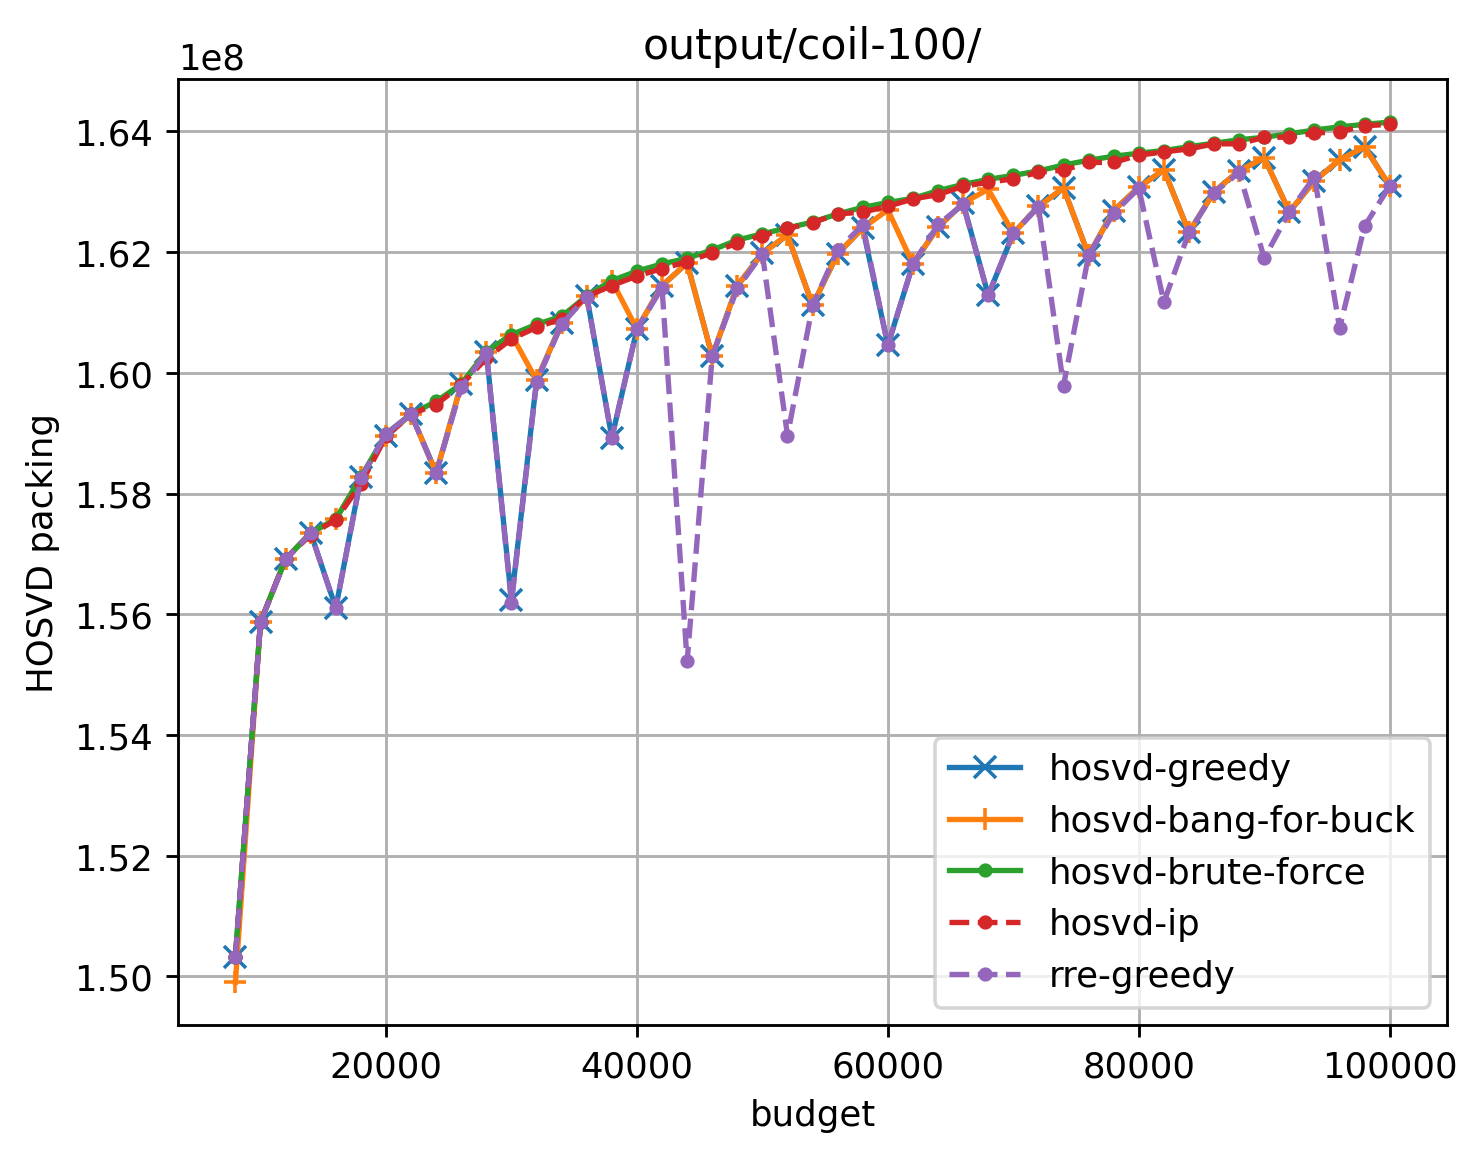 output/coil-100/
1e8
1.64
1.62
1.60
1.58
1.56
1.54
1.52
1.50
HOSVD packing
hosvd-greedy
hosvd-bang-for-buck
hosvd-brute-force
hosvd-ip
rre-greedy
20000 40000 60000 80000 100000
budget